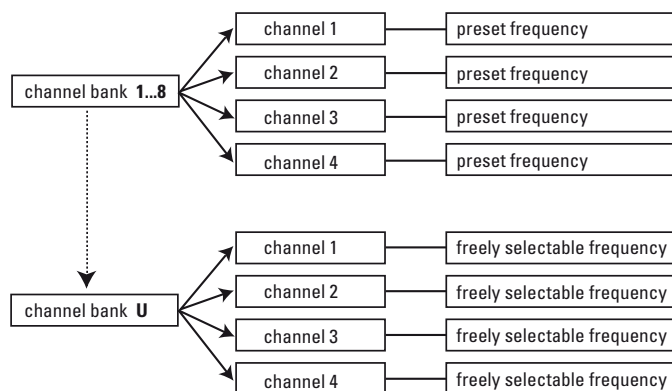 channel 1 preset frequency
channel 2 preset frequency
channel bank 1...8
channel 3 preset frequency
channel 4 preset frequency
channel 1 freely selectable frequency
channel 2 freely selectable frequency
channel bank U
channel 3 freely selectable frequency
channel 4 freely selectable frequency